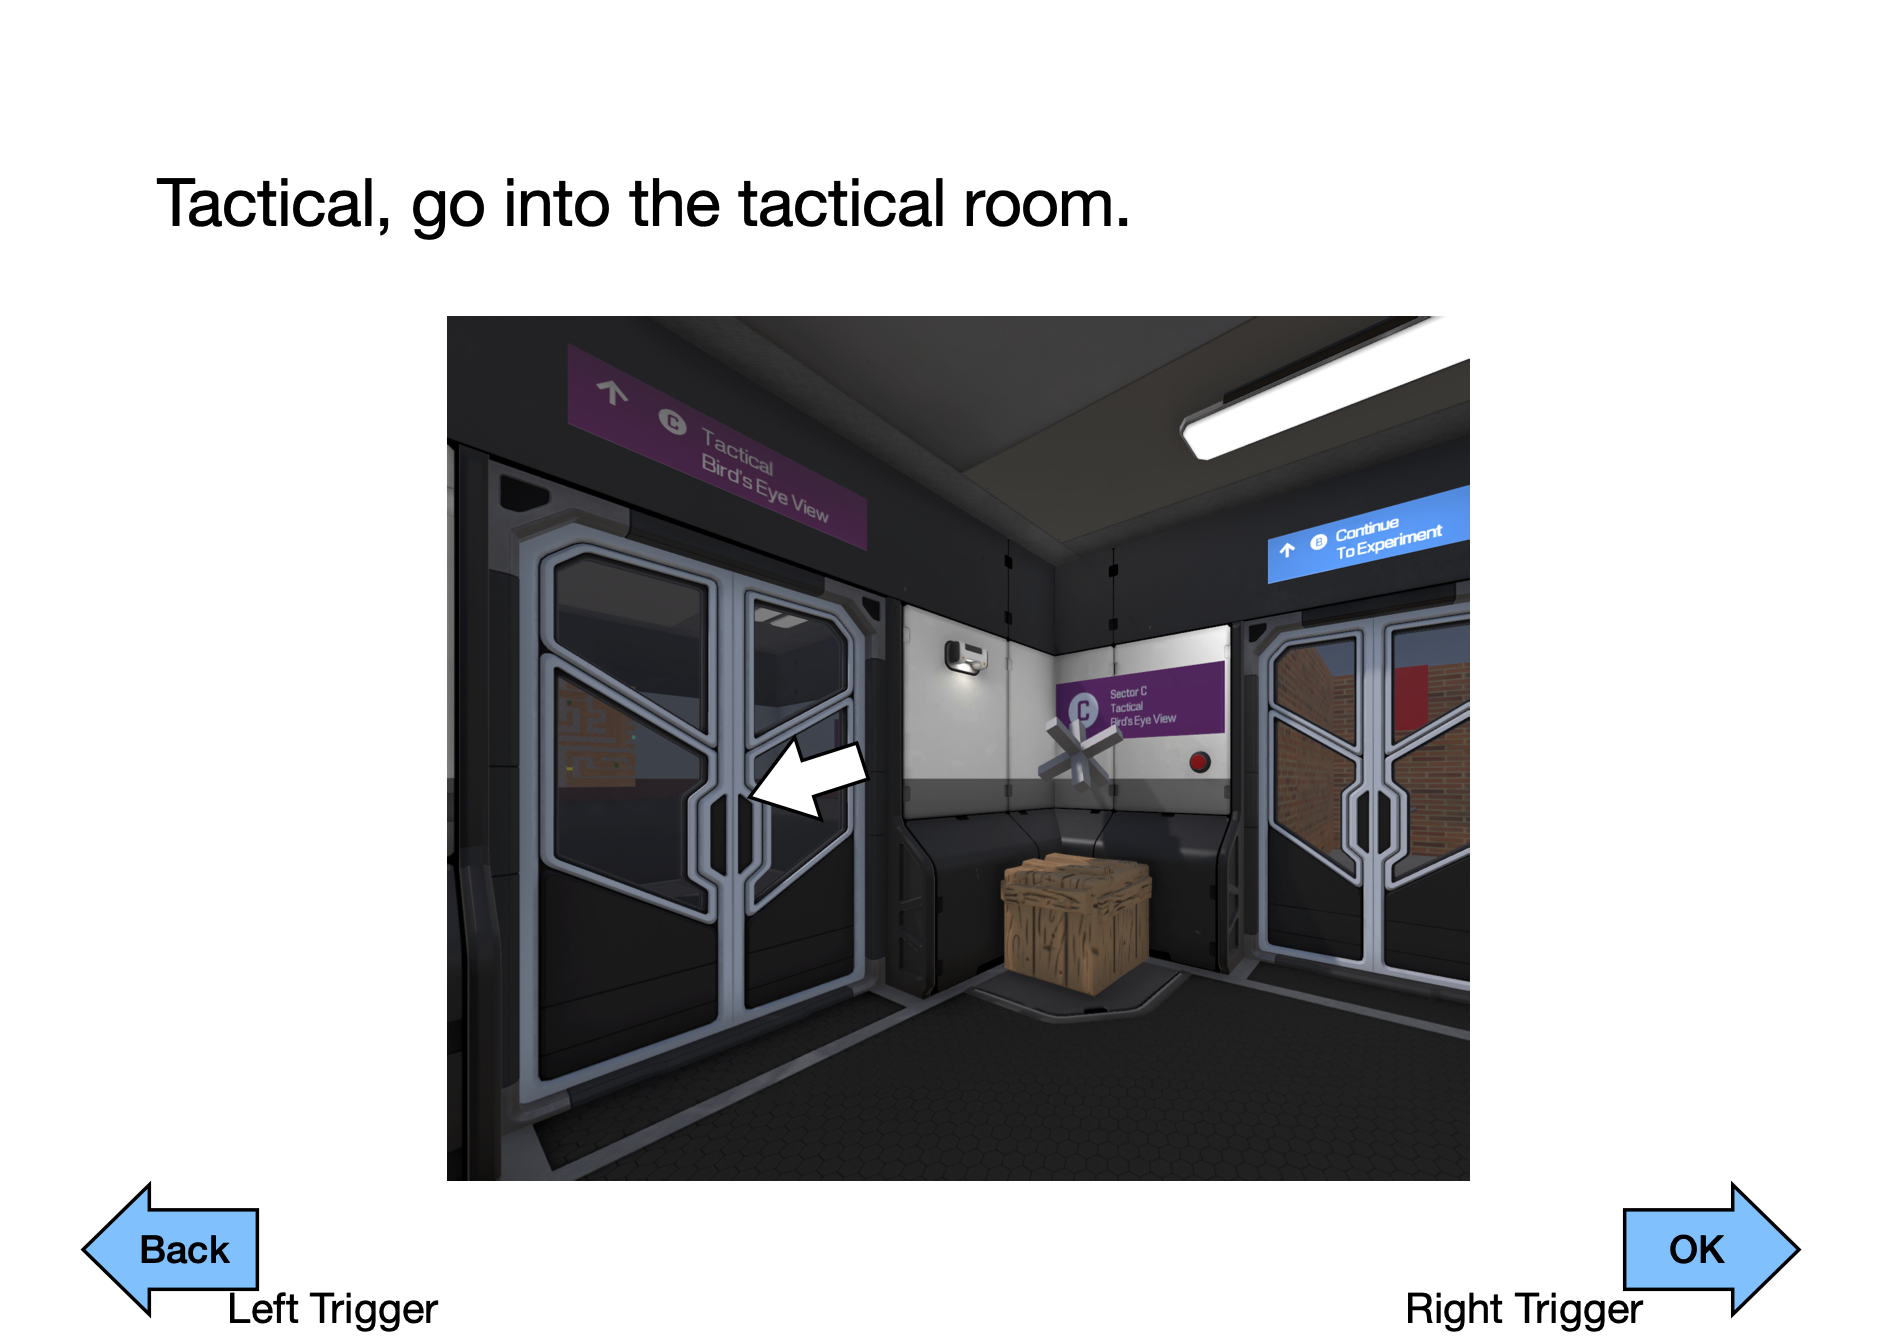 Tactical, go into the tactical room.
C Tactical
Bird's Eye View
B Continue
To Experiment
C
Sector C
Tactical
Bird's Eye View
Back
Left Trigger
OK
Right Trigger